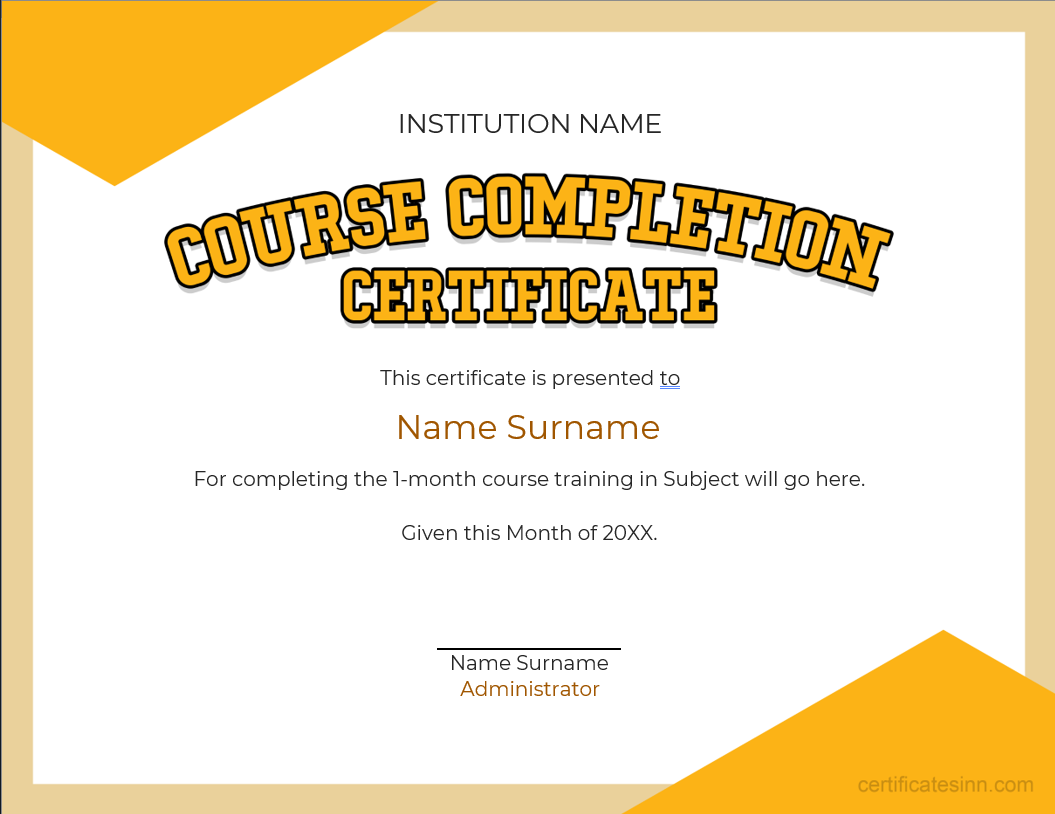 INSTITUTION NAME
COURSE COMPLETION
CERTIFICATE
This certificate is presented to
Name Surname
For completing the 1-month course training in Subject will go here.
Given this Month of 20XX.
Name Surname
Administrator
certificatesinn.com